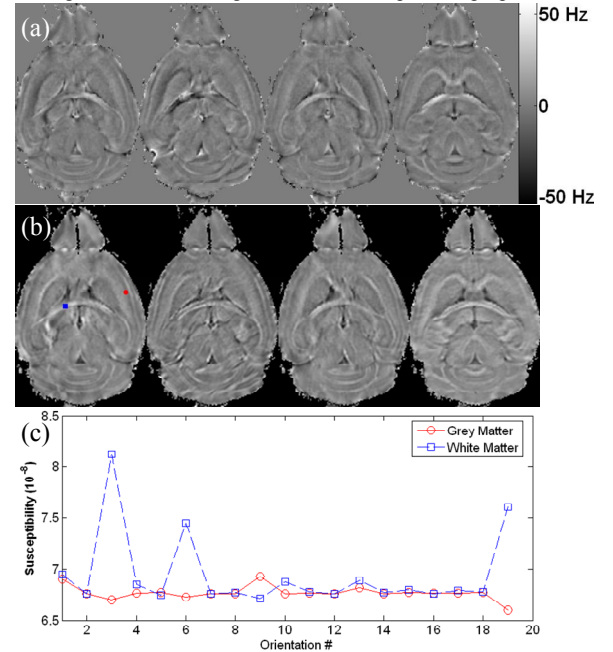 (a)
50 Hz
0
-50 Hz
(b)
(c)
8.5
8
7.5
7
6.5
Susceptibility (10^-8)
Grey Matter
White Matter
2 4 6 8 10 12 14 16 18 20
Orientation #